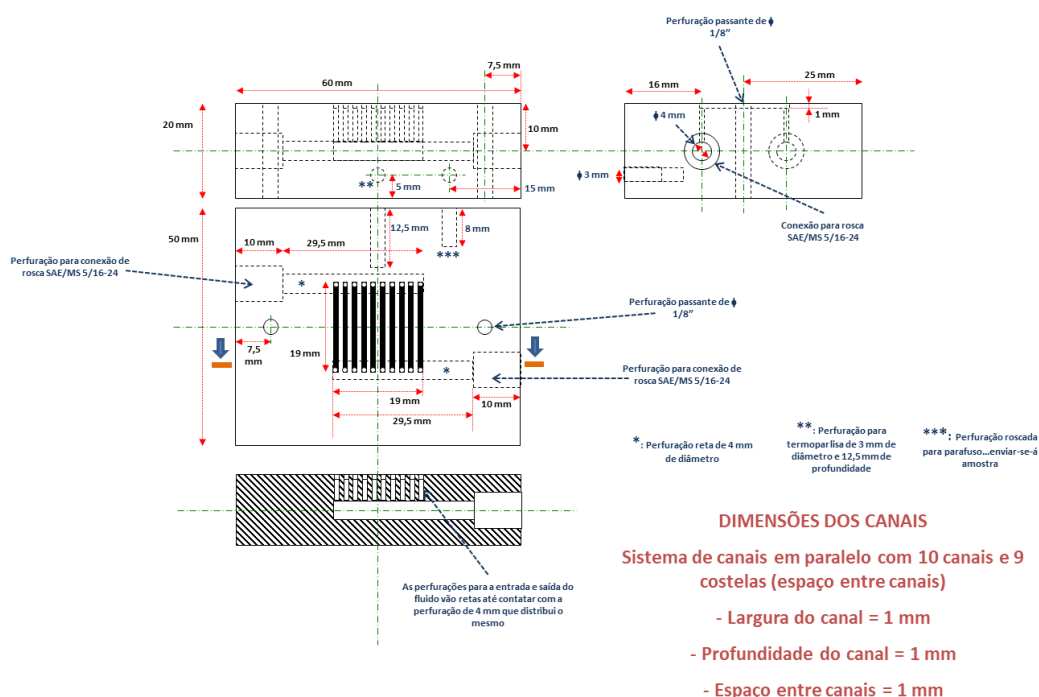 Perfuração passante de ɸ
1/8”
7,5 mm
60 mm
16 mm
25 mm
20 mm
10 mm
1 mm
ɸ 4 mm
**
5 mm
15 mm
ɸ 3 mm
Conexão para rosca
SAE/MS 5/16-24
50 mm
10 mm
29,5 mm
12,5 mm
8 mm
***
Perfuração para conexão de
rosca SAE/MS 5/16-24
*
Perfuração passante de ɸ
1/8”
7,5
mm
19 mm
*
Perfuração para conexão de
rosca SAE/MS 5/16-24
19 mm
10 mm
29,5 mm
*: Perfuração reta de 4 mm
de diâmetro
**: Perfuração para
termopar lisa de 3 mm de
diâmetro e 12,5 mm de
profundidade
***: Perfuração roscada
para parafuso...enviar-se-á
amostra
As perfurações para a entrada e saída do
fluido vão retas até contatar com a
perfuração de 4 mm que distribui o
mesmo
DIMENSÕES DOS CANAIS
Sistema de canais em paralelo com 10 canais e 9
costelas (espaço entre canais)
- Largura do canal = 1 mm
- Profundidade do canal = 1 mm
- Espaço entre canais = 1 mm